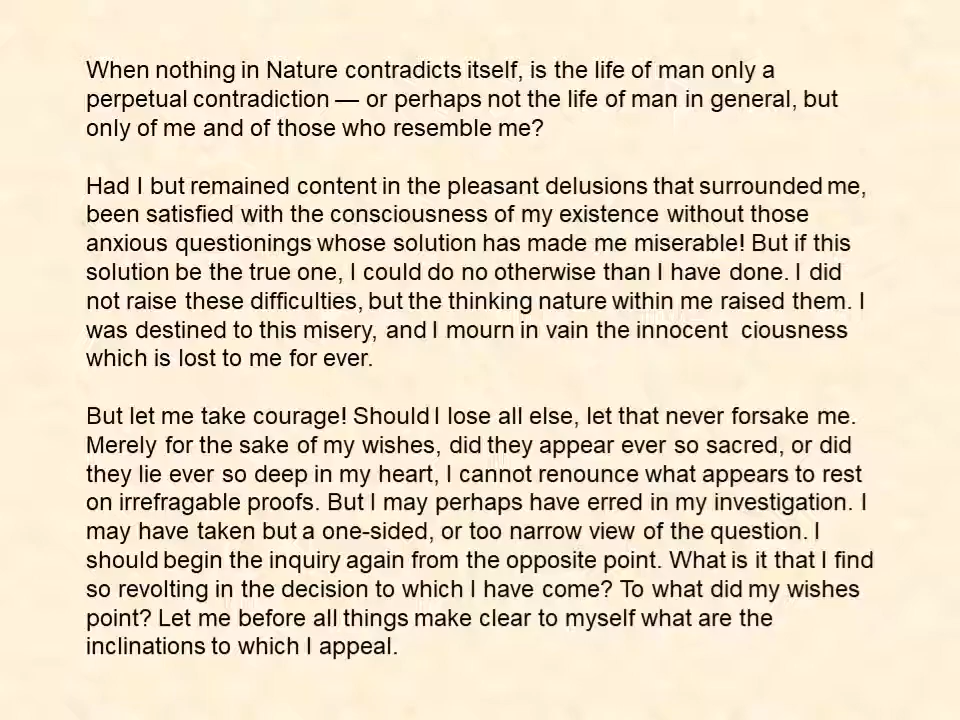 When nothing in Nature contradicts itself, is the life of man only a
perpetual contradiction — or perhaps not the life of man in general, but
only of me and of those who resemble me?
Had I but remained content in the pleasant delusions that surrounded me,
been satisfied with the consciousness of my existence without those
anxious questionings whose solution has made me miserable! But if this
solution be the true one, I could do no otherwise than I have done. I did
not raise these difficulties, but the thinking nature within me raised them. I
was destined to this misery, and I mourn in vain the innocent ciousness
which is lost to me for ever.
But let me take courage! Should I lose all else, let that never forsake me.
Merely for the sake of my wishes, did they appear ever so sacred, or did
they lie ever so deep in my heart, I cannot renounce what appears to rest
on irrefragable proofs. But I may perhaps have erred in my investigation. I
may have taken but a one-sided, or too narrow view of the question. I
should begin the inquiry again from the opposite point. What is it that I find
so revolting in the decision to which I have come? To what did my wishes
point? Let me before all things make clear to myself what are the
inclinations to which I appeal.